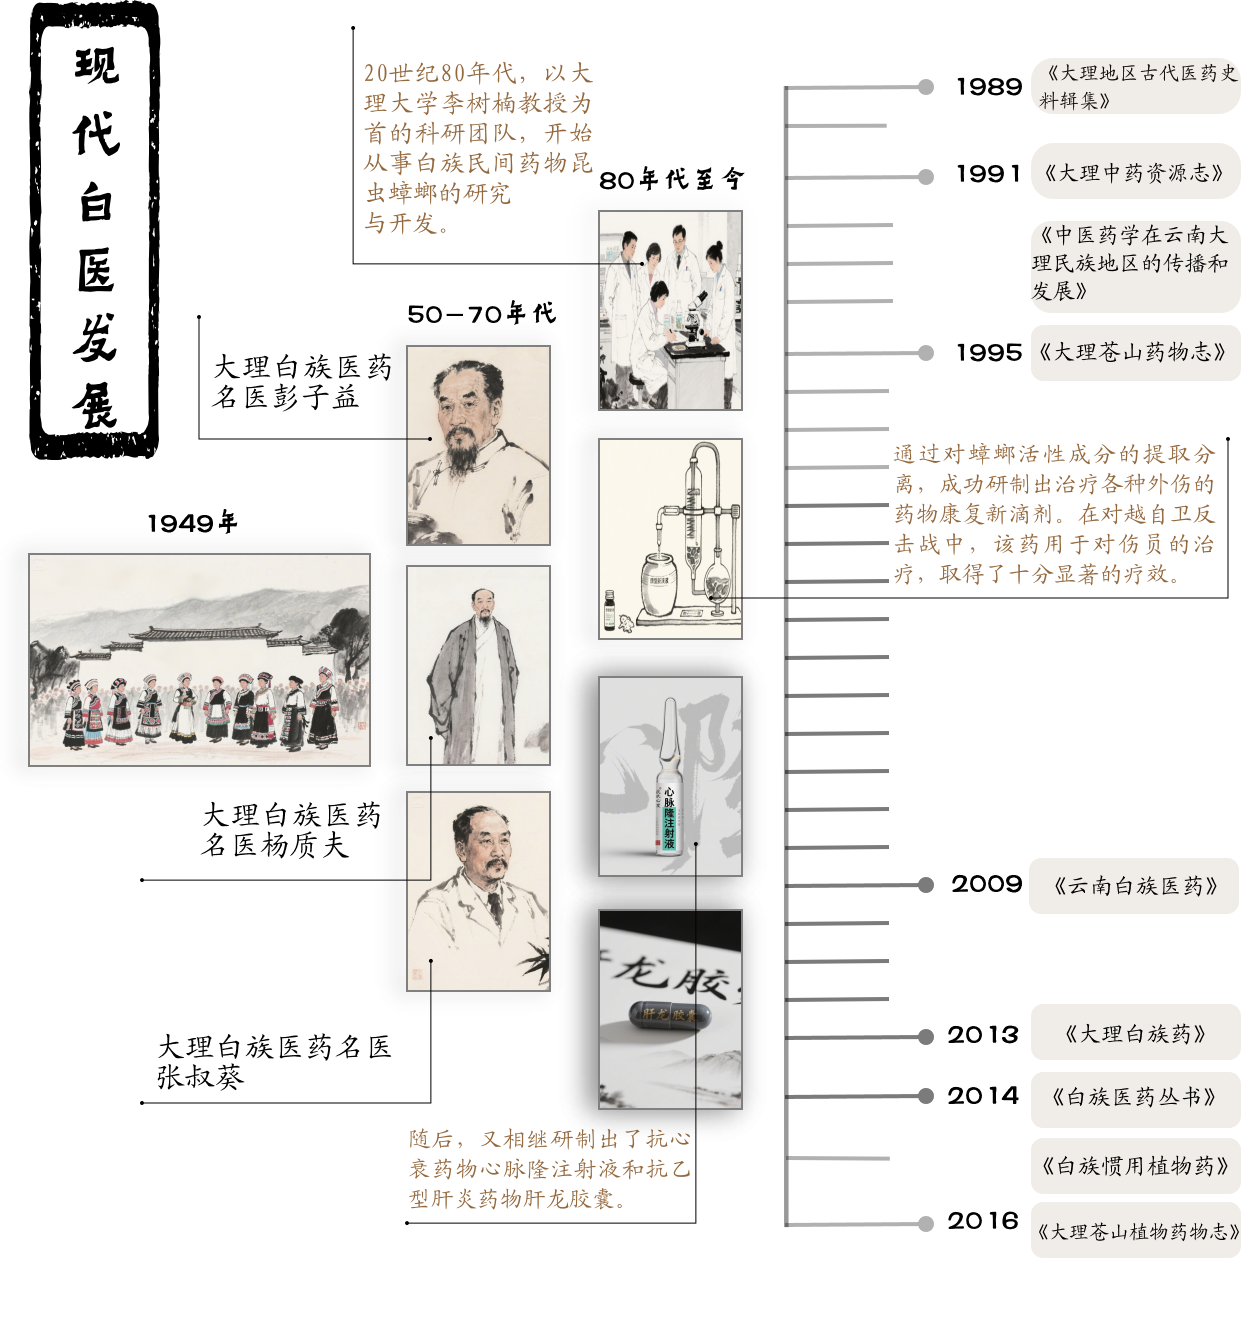 现代白医发展
20世纪80年代，以大
理大学李树楠教授为
首的科研团队，开始
从事白族民间药物昆
虫蟑螂的研究
与开发。
80年代至今
50-70年代
大理白族医药
名医彭子益
1949年
大理白族医药
名医杨质夫
大理白族医药名医
张叔葵
心脉隆注射液
龙胶
肝龙胶囊
随后，又相继研制出了抗心
衰药物心脉隆注射液和抗乙
型肝炎药物肝龙胶囊。
1989
《大理地区古代医药史
料辑集》
1991
《大理中药资源志》
《中医药学在云南大
理民族地区的传播和
发展》
1995
《大理苍山药物志》
通过对蟑螂活性成分的提取分
离，成功研制出治疗各种外伤的
药物康复新滴剂。在对越自卫反
击战中，该药用于对伤员的治
疗，取得了十分显著的疗效。
2009
《云南白族医药》
2013
《大理白族药》
2014
《白族医药丛书》
《白族惯用植物药》
2016
《大理苍山植物药物志》